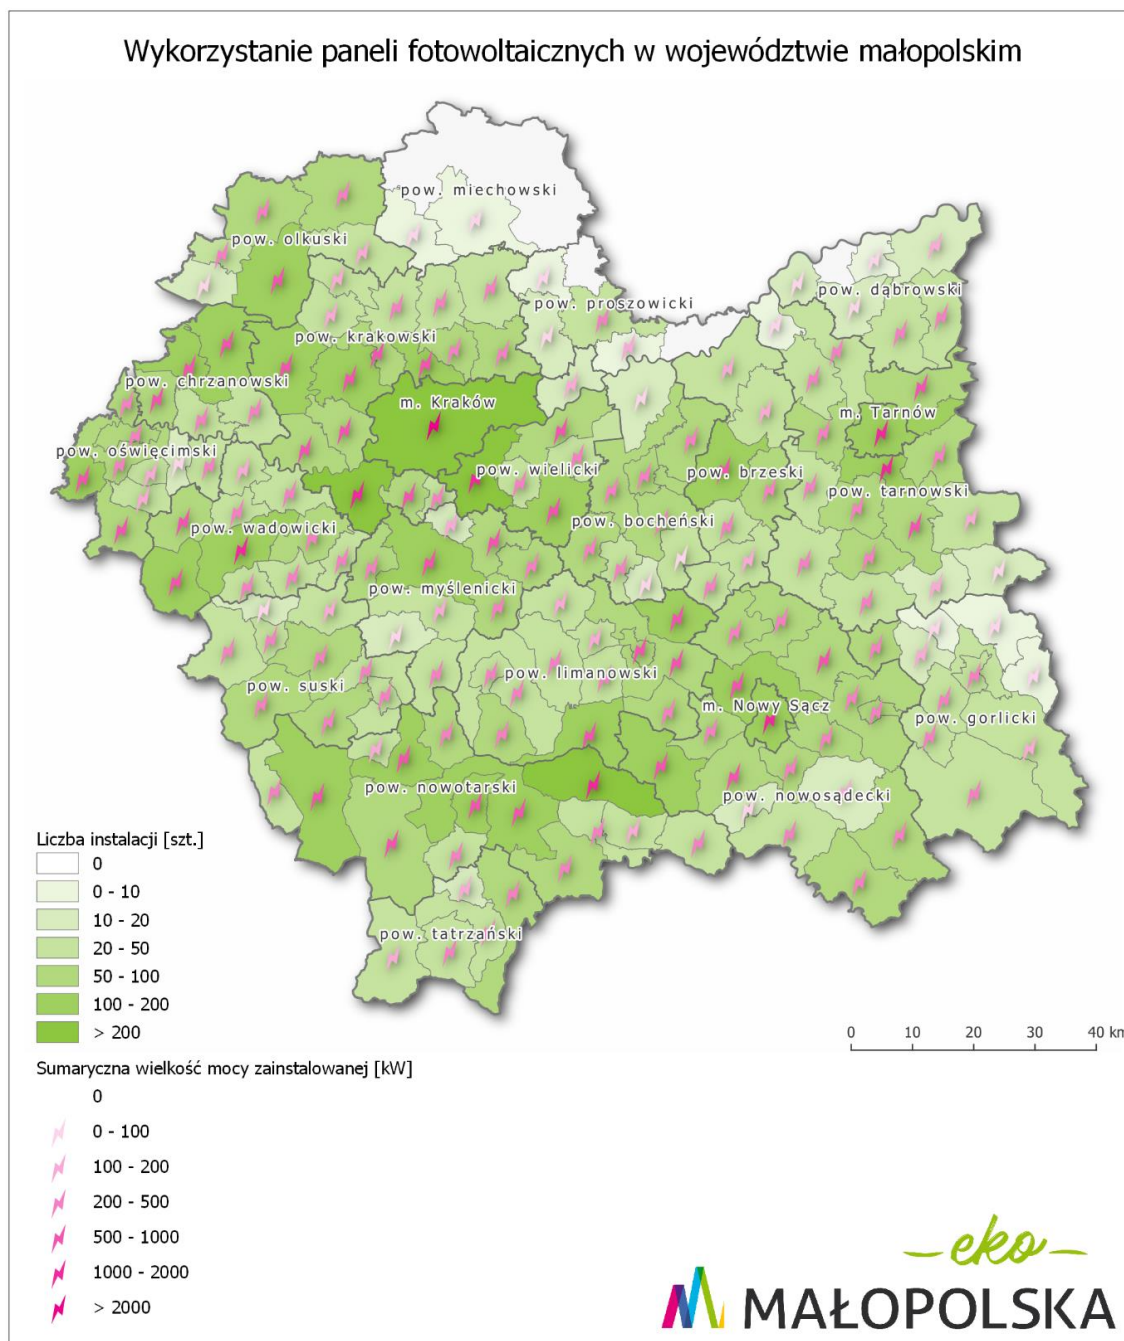 Wykorzystanie paneli fotowoltaicznych w województwie małopolskim
pow. miechowski
pow. olkuski
pow. dąbrowski
pow. proszowicki
pow. krakowski
pow. chrzanowski
m. Kraków
m. Tarnów
pow. oświęcimski
pow. wielicki
pow. brzeski
pow. tarnowski
pow. wadowicki
pow. bocheński
pow. myślenicki
pow. limanowski
pow. suski
m. Nowy Sącz
pow. gorlicki
pow. nowotarski
pow. nowosądecki
pow. tatrzański
Liczba instalacji [szt.]
0
0 - 10
10 - 20
20 - 50
50 - 100
100 - 200
> 200
0 10 20 30 40 km
Sumaryczna wielkość mocy zainstalowanej [kW]
0
0 - 100
100 - 200
200 - 500
500 - 1000
1000 - 2000
> 2000
eko
MAŁOPOLSKA